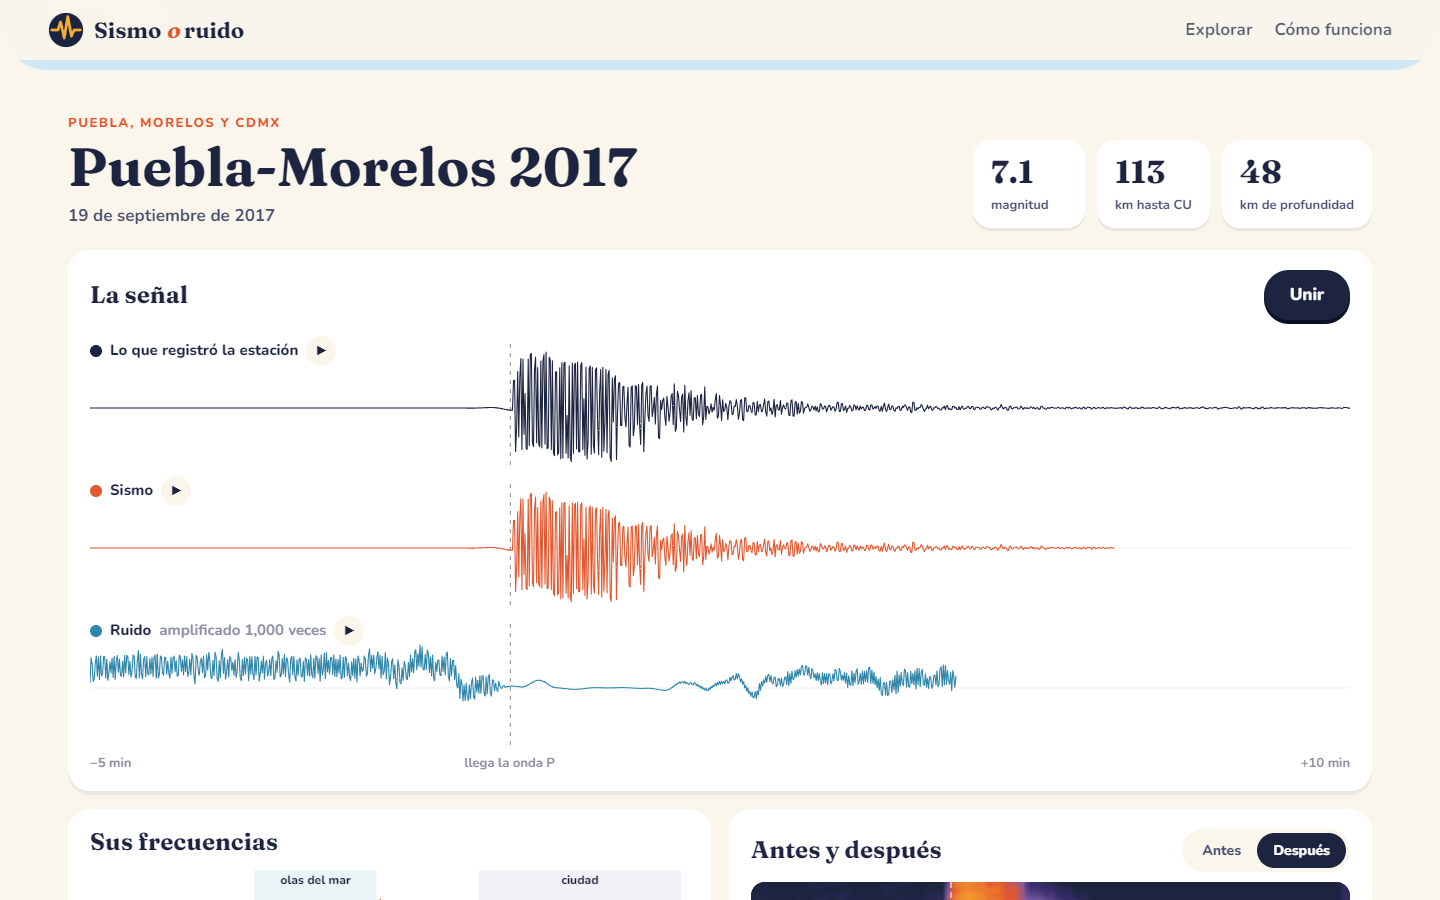 Sismo o ruido
Explorar
Cómo funciona
PUEBLA, MORELOS Y CDMX
Puebla-Morelos 2017
19 de septiembre de 2017
7.1
magnitud
113
km hasta CU
48
km de profundidad
La señal
Unir
Lo que registró la estación
Sismo
Ruido amplificado 1,000 veces
−5 min
llega la onda P
+10 min
Sus frecuencias
olas del mar
ciudad
Antes y después
Antes
Después